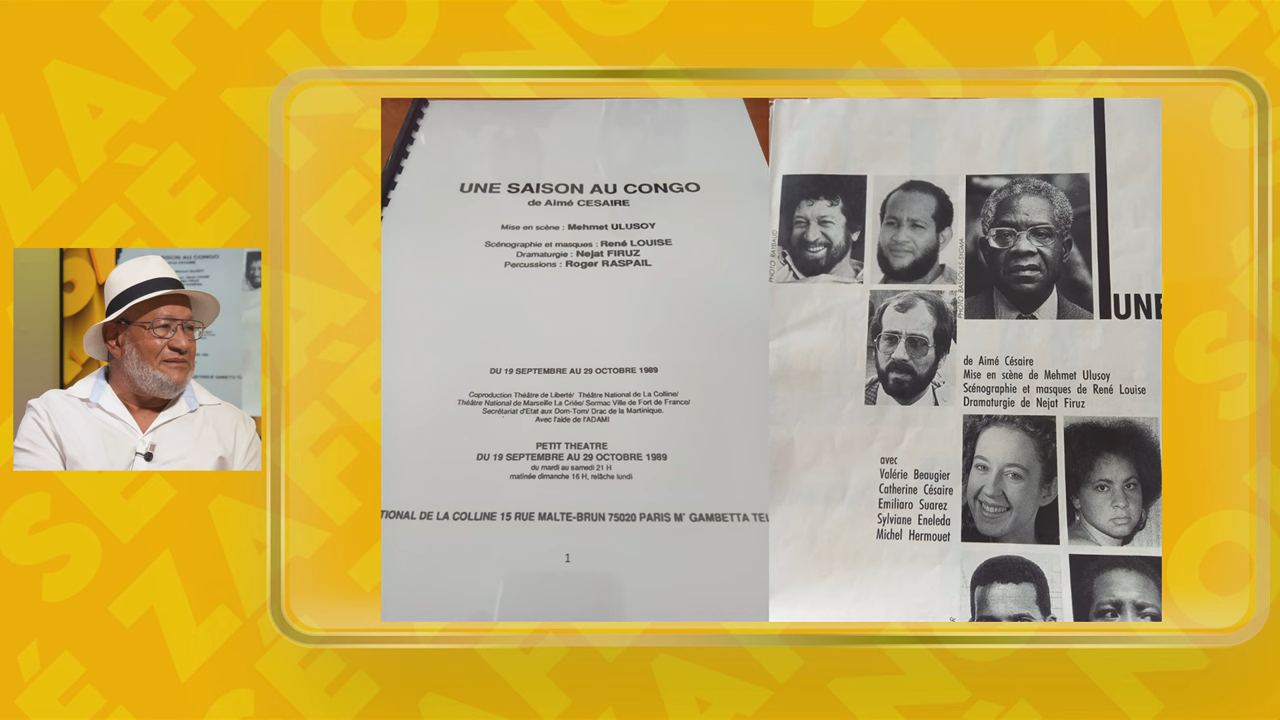 UNE SAISON AU CONGO
de Aimé CESAIRE
Mise en scène : Mehmet ULUSOY
Scénographie et masques : René LOUISE
Dramaturgie : Nejat FIRUZ
Percussions : Roger RASPAIL
DU 19 SEPTEMBRE AU 29 OCTOBRE 1989
Coproduction Théâtre de Liberté/ Théâtre National de La Colline/
Théâtre National de Marseille La Criée/ Sermac Ville de Fort de France/
Secrétariat d'Etat aux Dom-Tom/ Drac de la Martinique.
Avec l'aide de l'ADAMI
PETIT THEATRE
DU 19 SEPTEMBRE AU 29 OCTOBRE 1989
du mardi au samedi 21 H
matinée dimanche 16 H, relâche lundi
TIONAL DE LA COLLINE 15 RUE MALTE-BRUN 75020 PARIS M° GAMBETTA TEL
1
PHOTO BASSOULS-SYGMA
UNE
de Aimé Césaire
Mise en scène de Mehmet Ulusoy
Scénographie et masques de René Louise
Dramaturgie de Nejat Firuz
avec
Valérie Beaugier
Catherine Césaire
Emiliaro Suarez
Sylviane Eneleda
Michel Hermouet